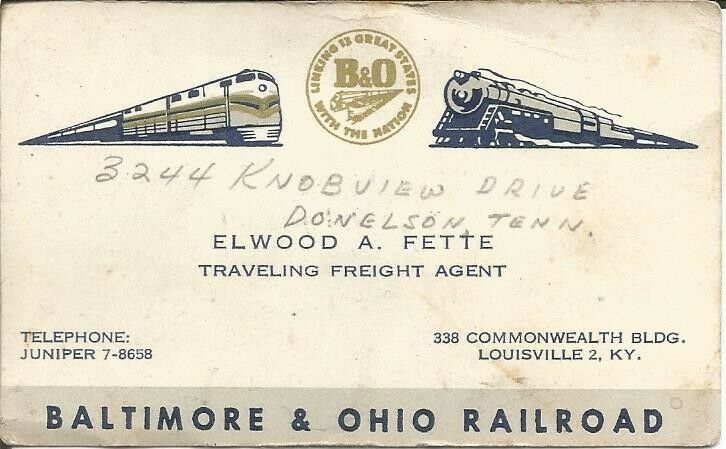 LINKING 13 GREAT STATES
B&O
WITH THE NATION
3244 KNOBVIEW DRIVE
DONELSON, TENN.
ELWOOD A. FETTE
TRAVELING FREIGHT AGENT
TELEPHONE:
JUNIPER 7-8658
338 COMMONWEALTH BLDG.
LOUISVILLE 2, KY.
BALTIMORE & OHIO RAILROAD